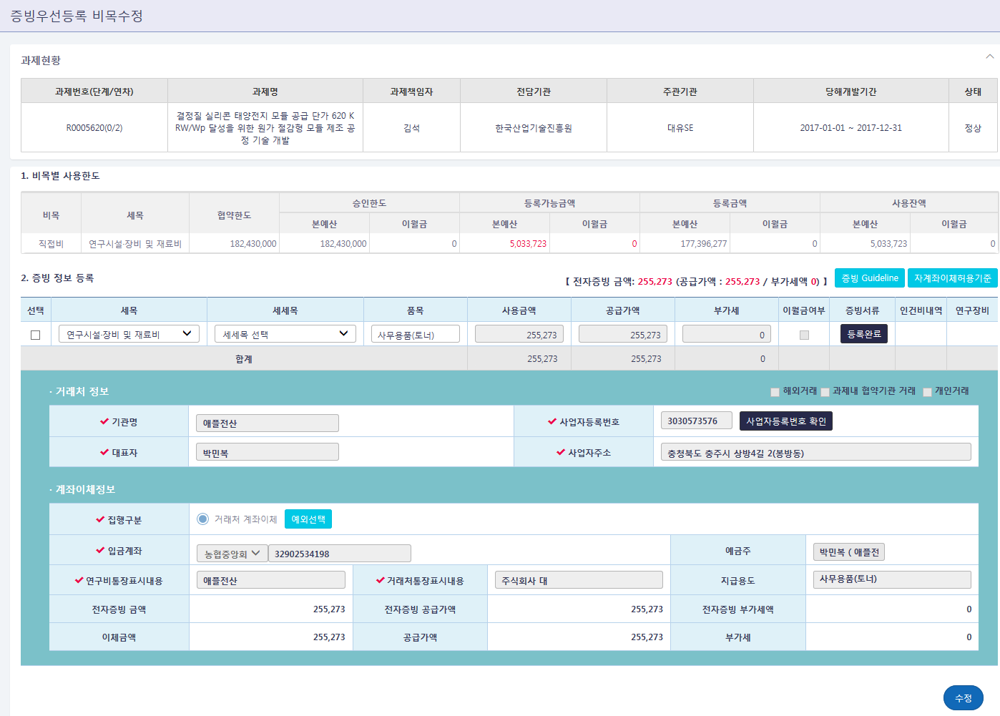 증빙우선등록 비목수정
과제현황
과제번호(단계/연차) 과제명 과제책임자 전담기관 주관기관 당해개발기간 상태
R0005620(0/2) 결정질 실리콘 태양전지 모듈 공급 단가 620 K 김석 한국산업기술진흥원 대유SE 2017-01-01 ~ 2017-12-31 정상
RW/Wp 달성을 위한 원가 절감형 모듈 제조 공
정 기술 개발
1. 비목별 사용한도
비목 세목 협약한도 승인한도 등록가능금액 등록금액 사용잔액
본예산 이월금 본예산 이월금 본예산 이월금 본예산 이월금
직접비 연구시설·장비 및 재료비 182,430,000 182,430,000 0 5,033,723 0 177,396,277 0 5,033,723 0
2. 증빙 정보 등록
【 전자증빙 금액: 255,273 (공급가액 : 255,273 / 부가세액 0) 】 증빙 Guideline 자계좌이체허용기준
선택 세목 세세목 품목 사용금액 공급가액 부가세 이월금여부 증빙서류 인건비내역 연구장비
연구시설·장비 및 재료비 세세목 선택 사무용품(토너) 255,273 255,273 0 등록완료
합계 255,273 255,273 0
· 거래처 정보 해외거래 과제내 협약기관 거래 개인거래
기관명 애플전산 사업자등록번호 3030573576 사업자등록번호 확인
대표자 박민복 사업자주소 충청북도 충주시 상방4길 2(봉방동)
· 계좌이체정보
집행구분 거래처 계좌이체 예외선택
입금계좌 농협중앙회 32902534198 예금주 박민복 ( 애플전
연구비통장표시내용 애플전산 거래처통장표시내용 주식회사 대 지급용도 사무용품(토너)
전자증빙 금액 255,273 전자증빙 공급가액 255,273 전자증빙 부가세액 0
이체금액 255,273 공급가액 255,273 부가세 0
수정